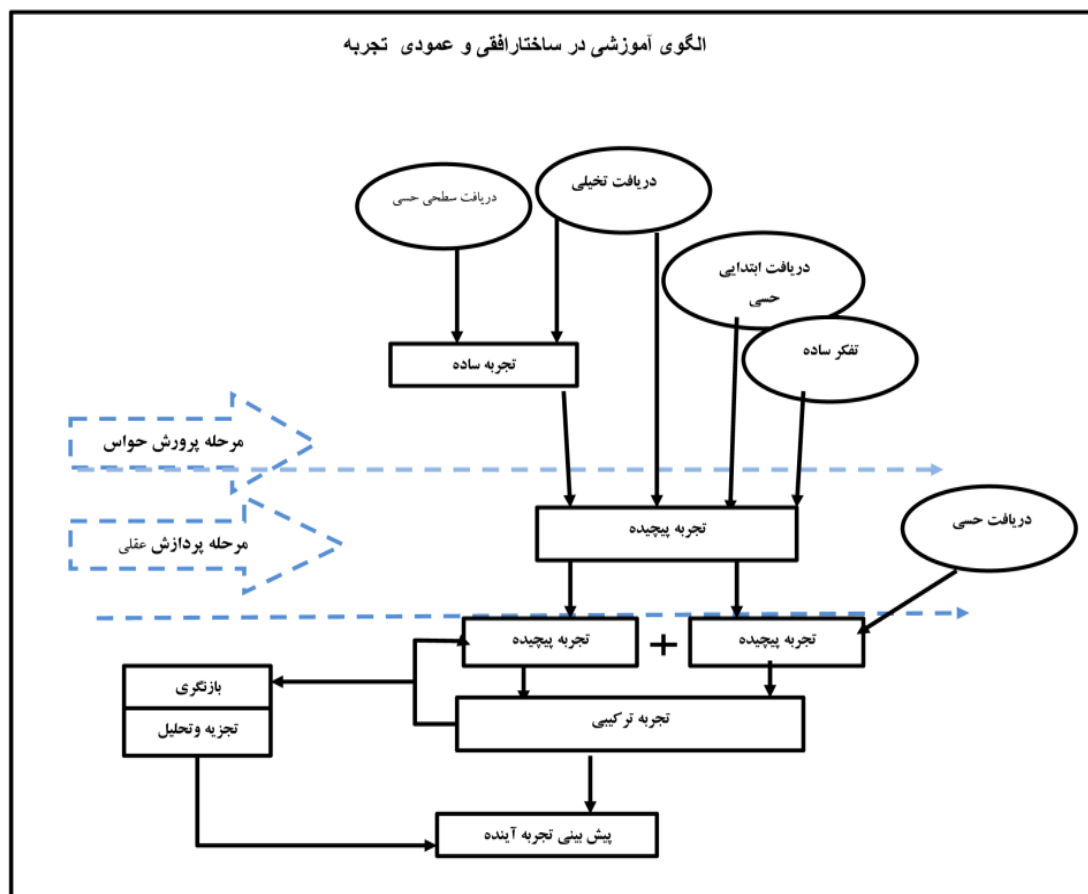 الگوی آموزشی در ساختارافقی و عمودی تجربه
دریافت تخیلی
دریافت سطحی حسی
دریافت ابتدایی
حسی
تفکر ساده
تجربه ساده
مرحله پرورش حواس
دریافت حسی
تجربه پیچیده
مرحله پردازش عقلی
تجربه پیچیده
+
تجربه پیچیده
بازنگری
تجزیه وتحلیل
تجربه ترکیبی
پیش بینی تجربه آینده